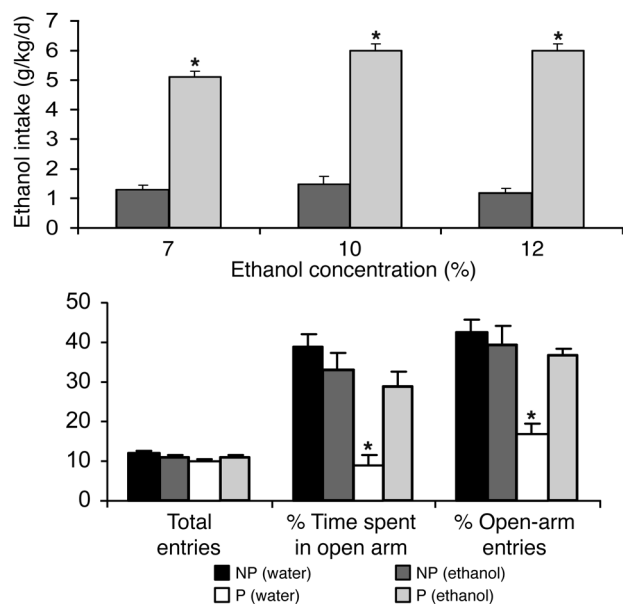 Ethanol intake (g/kg/d)
6
5
4
3
2
1
0
*
*
*
7
10
12
Ethanol concentration (%)
50
40
30
20
10
0
*
*
Total
entries
% Time spent
in open arm
% Open-arm
entries
NP (water)
NP (ethanol)
P (water)
P (ethanol)